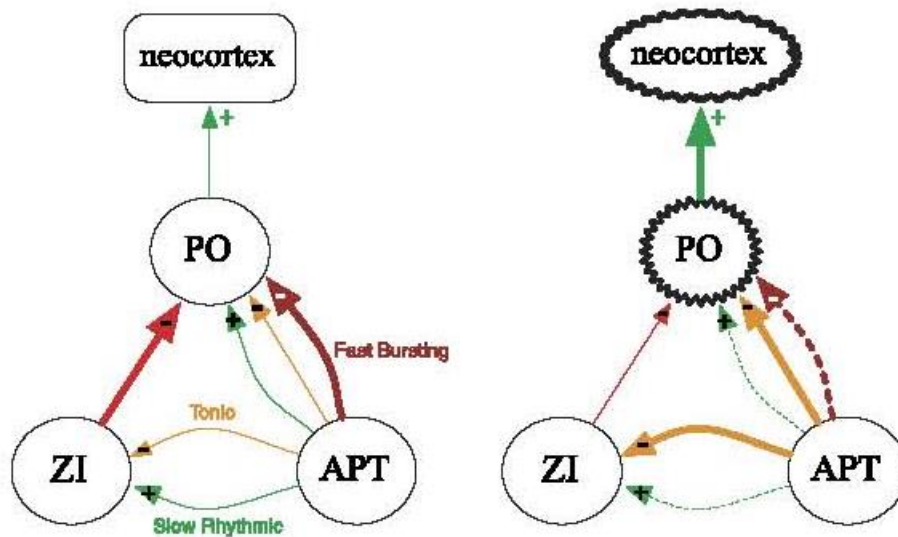 neocortex
+
PO
-
+
-
-
Fast Bursting
Tonic
-
ZI
APT
+
Slow Rhythmic
neocortex
+
PO
-
+
-
-
-
ZI
APT
+